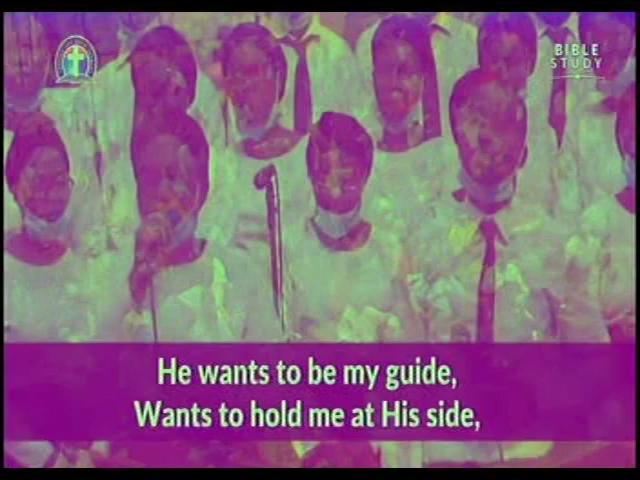 BIBLE
STUDY
He wants to be my guide,
Wants to hold me at His side,